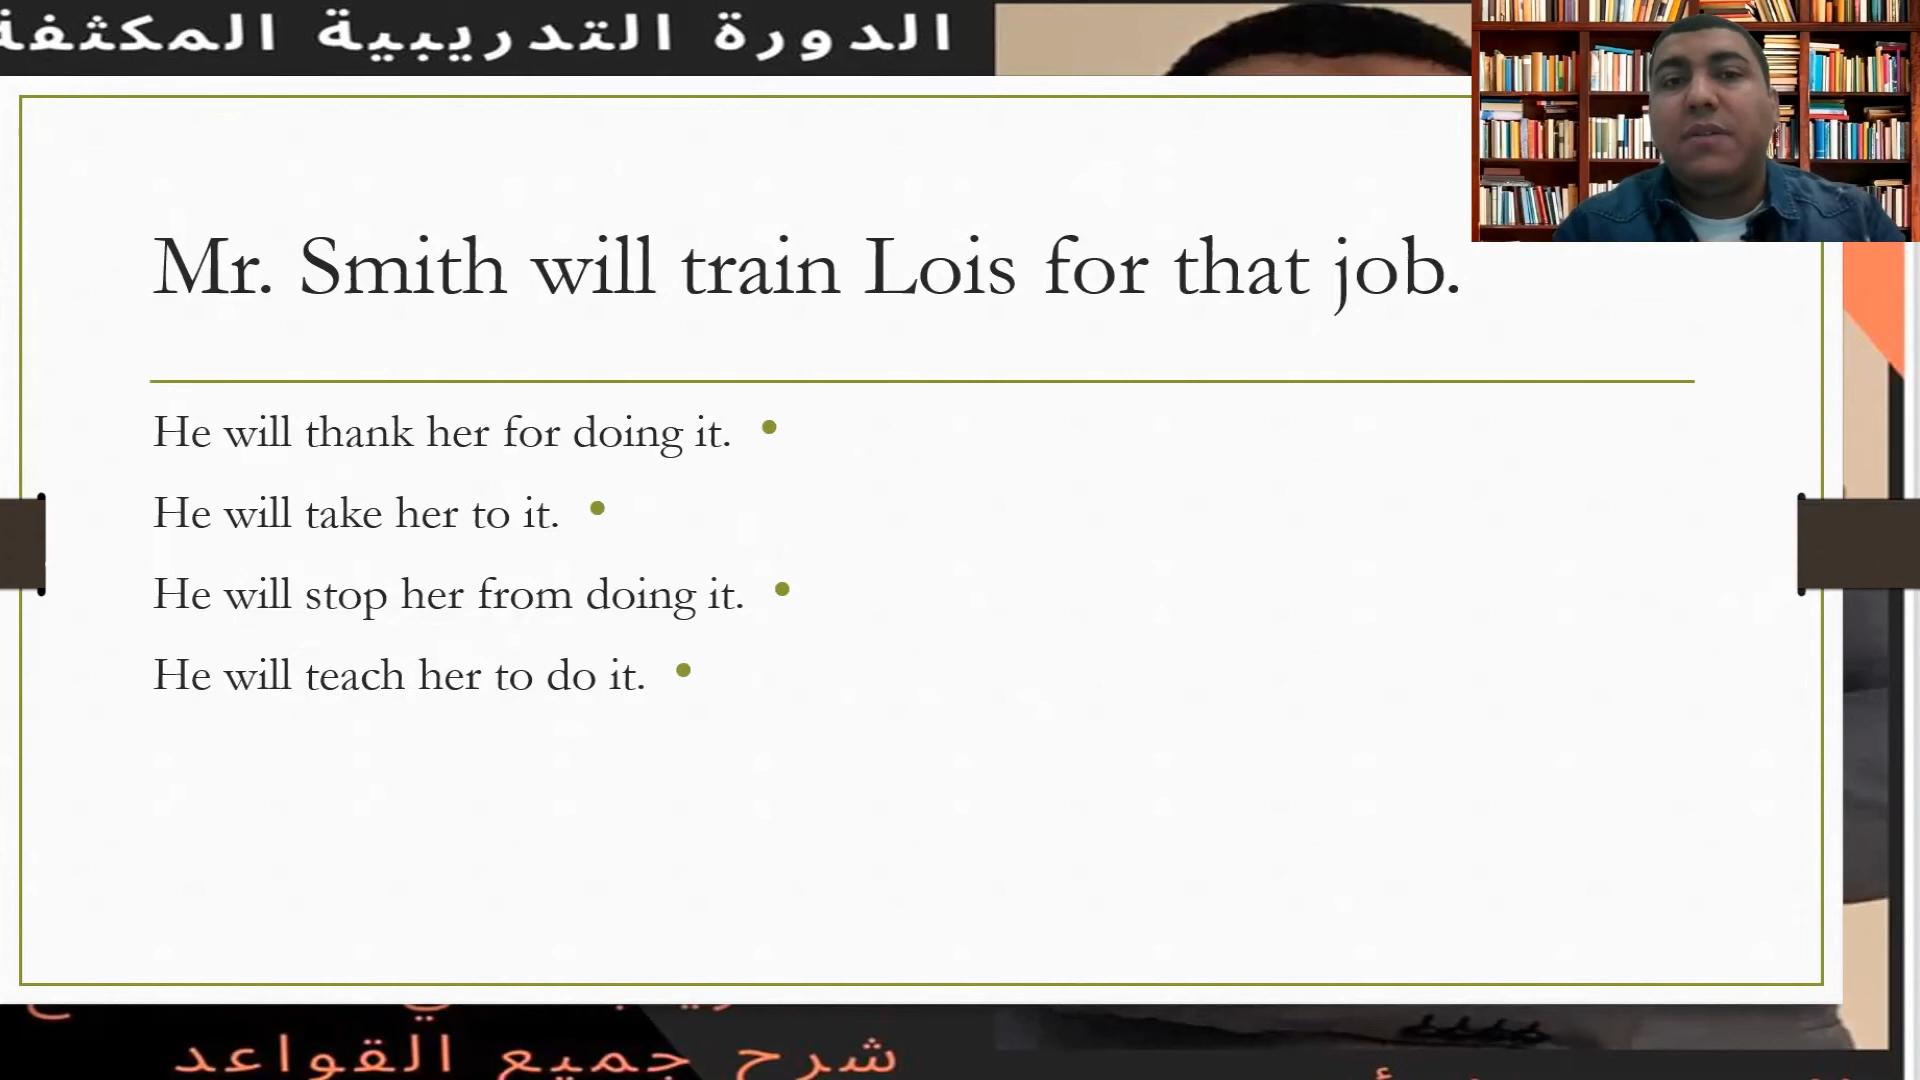 الدورة التدريبية المكثفة
Mr. Smith will train Lois for that job.
He will thank her for doing it.
He will take her to it.
He will stop her from doing it.
He will teach her to do it.
شرح جميع القواعد